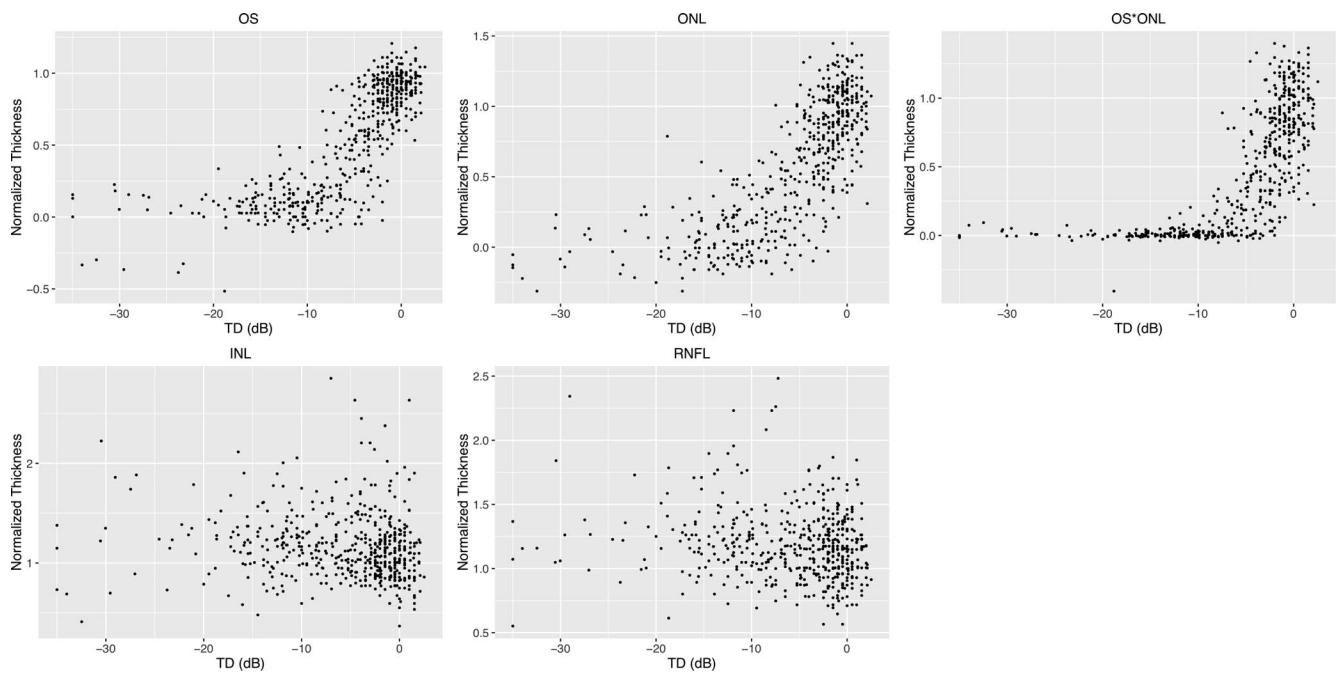 OS
Normalized Thickness
1.0
0.5
0.0
−0.5
−30 −20 −10 0
TD (dB)
ONL
Normalized Thickness
1.5
1.0
0.5
0.0
−30 −20 −10 0
TD (dB)
OS*ONL
Normalized Thickness
1.0
0.5
0.0
−30 −20 −10 0
TD (dB)
INL
Normalized Thickness
2
1
−30 −20 −10 0
TD (dB)
RNFL
Normalized Thickness
2.5
2.0
1.5
1.0
0.5
−30 −20 −10 0
TD (dB)